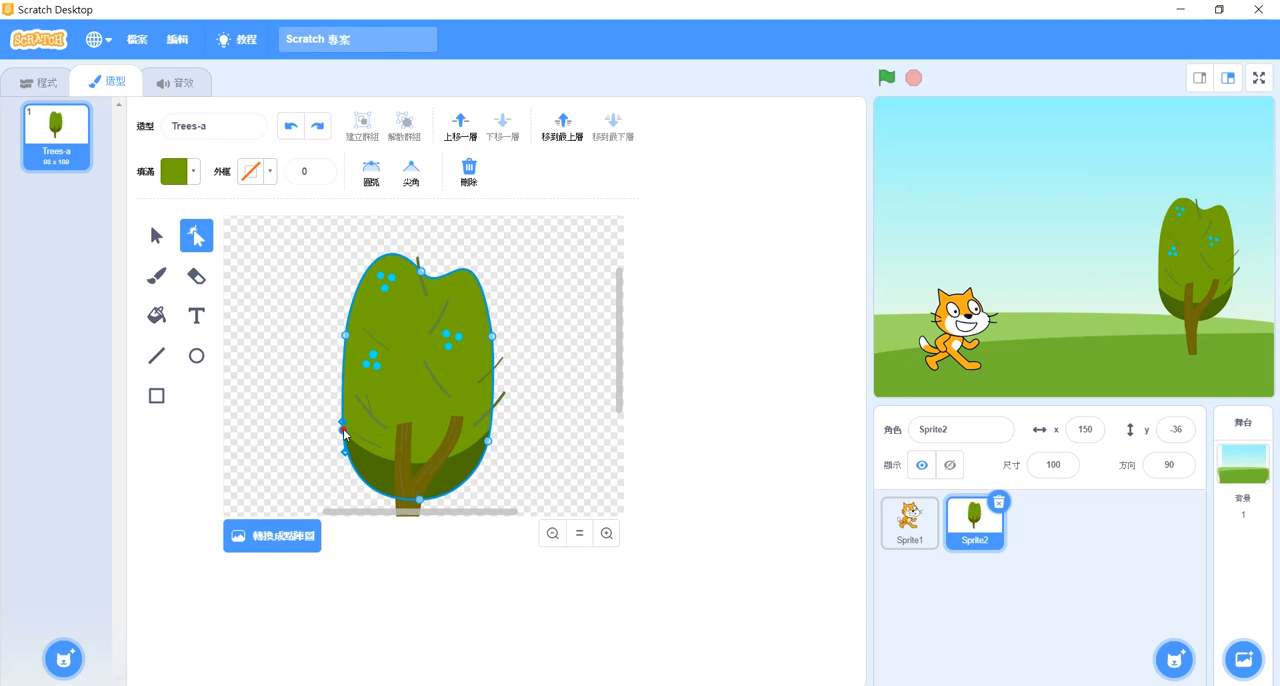 Scratch Desktop
SCRATCH 檔案 編輯 教程 Scratch 專案
程式 造型 音效
1
Trees-a
98 x 189
造型 Trees-a 建立群組 解散群組 上移一層 下移一層 移到最上層 移到最下層
填滿 外框 0 圓弧 尖角 刪除
T
轉換成點陣圖
角色 Sprite2 x 150 y -36
顯示 尺寸 100 方向 90
Sprite1 Sprite2
舞台
背景
1